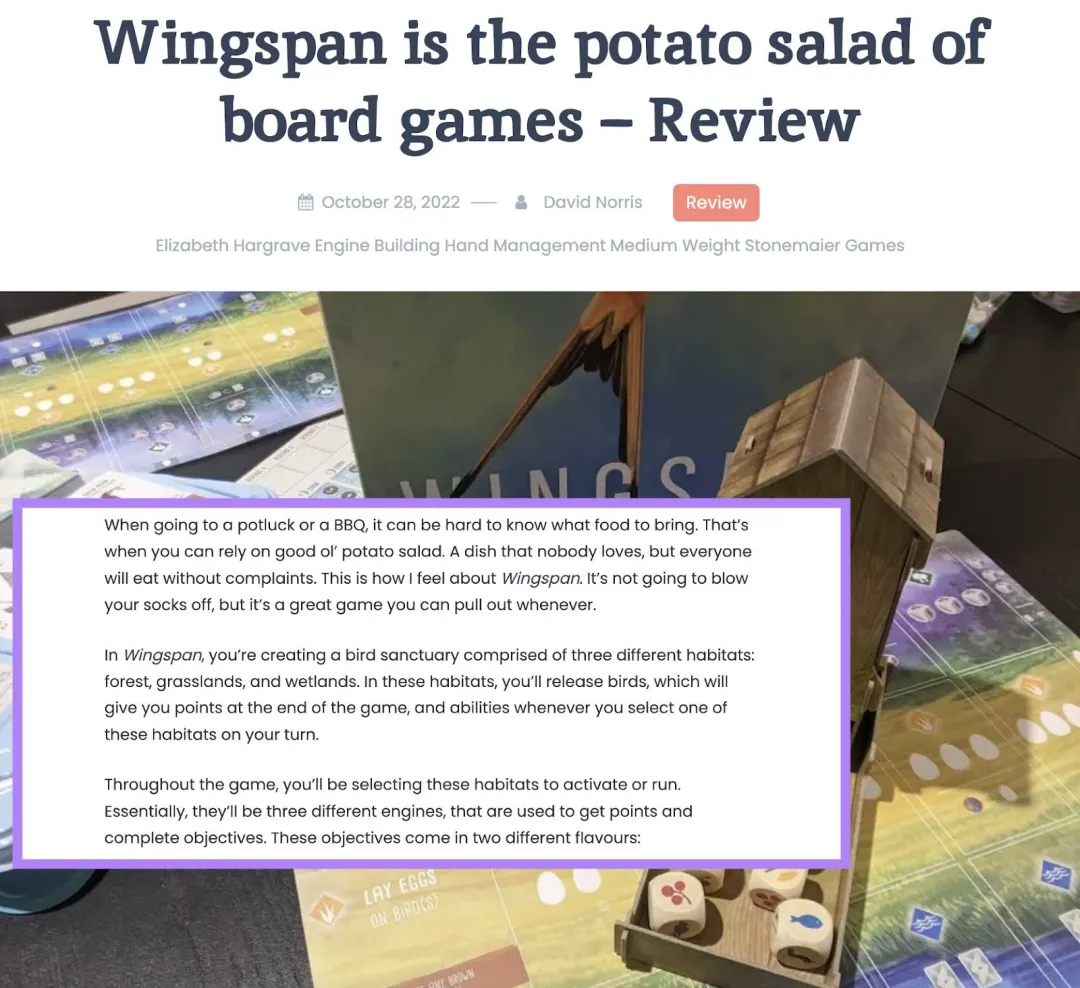 Wingspan is the potato salad of
board games – Review
October 28, 2022 — David Norris Review
Elizabeth Hargrave Engine Building Hand Management Medium Weight Stonemaier Games
WINGS
When going to a potluck or a BBQ, it can be hard to know what food to bring. That’s
when you can rely on good ol’ potato salad. A dish that nobody loves, but everyone
will eat without complaints. This is how I feel about Wingspan. It’s not going to blow
your socks off, but it’s a great game you can pull out whenever.
In Wingspan, you’re creating a bird sanctuary comprised of three different habitats:
forest, grasslands, and wetlands. In these habitats, you’ll release birds, which will
give you points at the end of the game, and abilities whenever you select one of
these habitats on your turn.
Throughout the game, you’ll be selecting these habitats to activate or run.
Essentially, they’ll be three different engines, that are used to get points and
complete objectives. These objectives come in two different flavours:
LAY EGGS
ON BIRD(S)
ANY BROWN